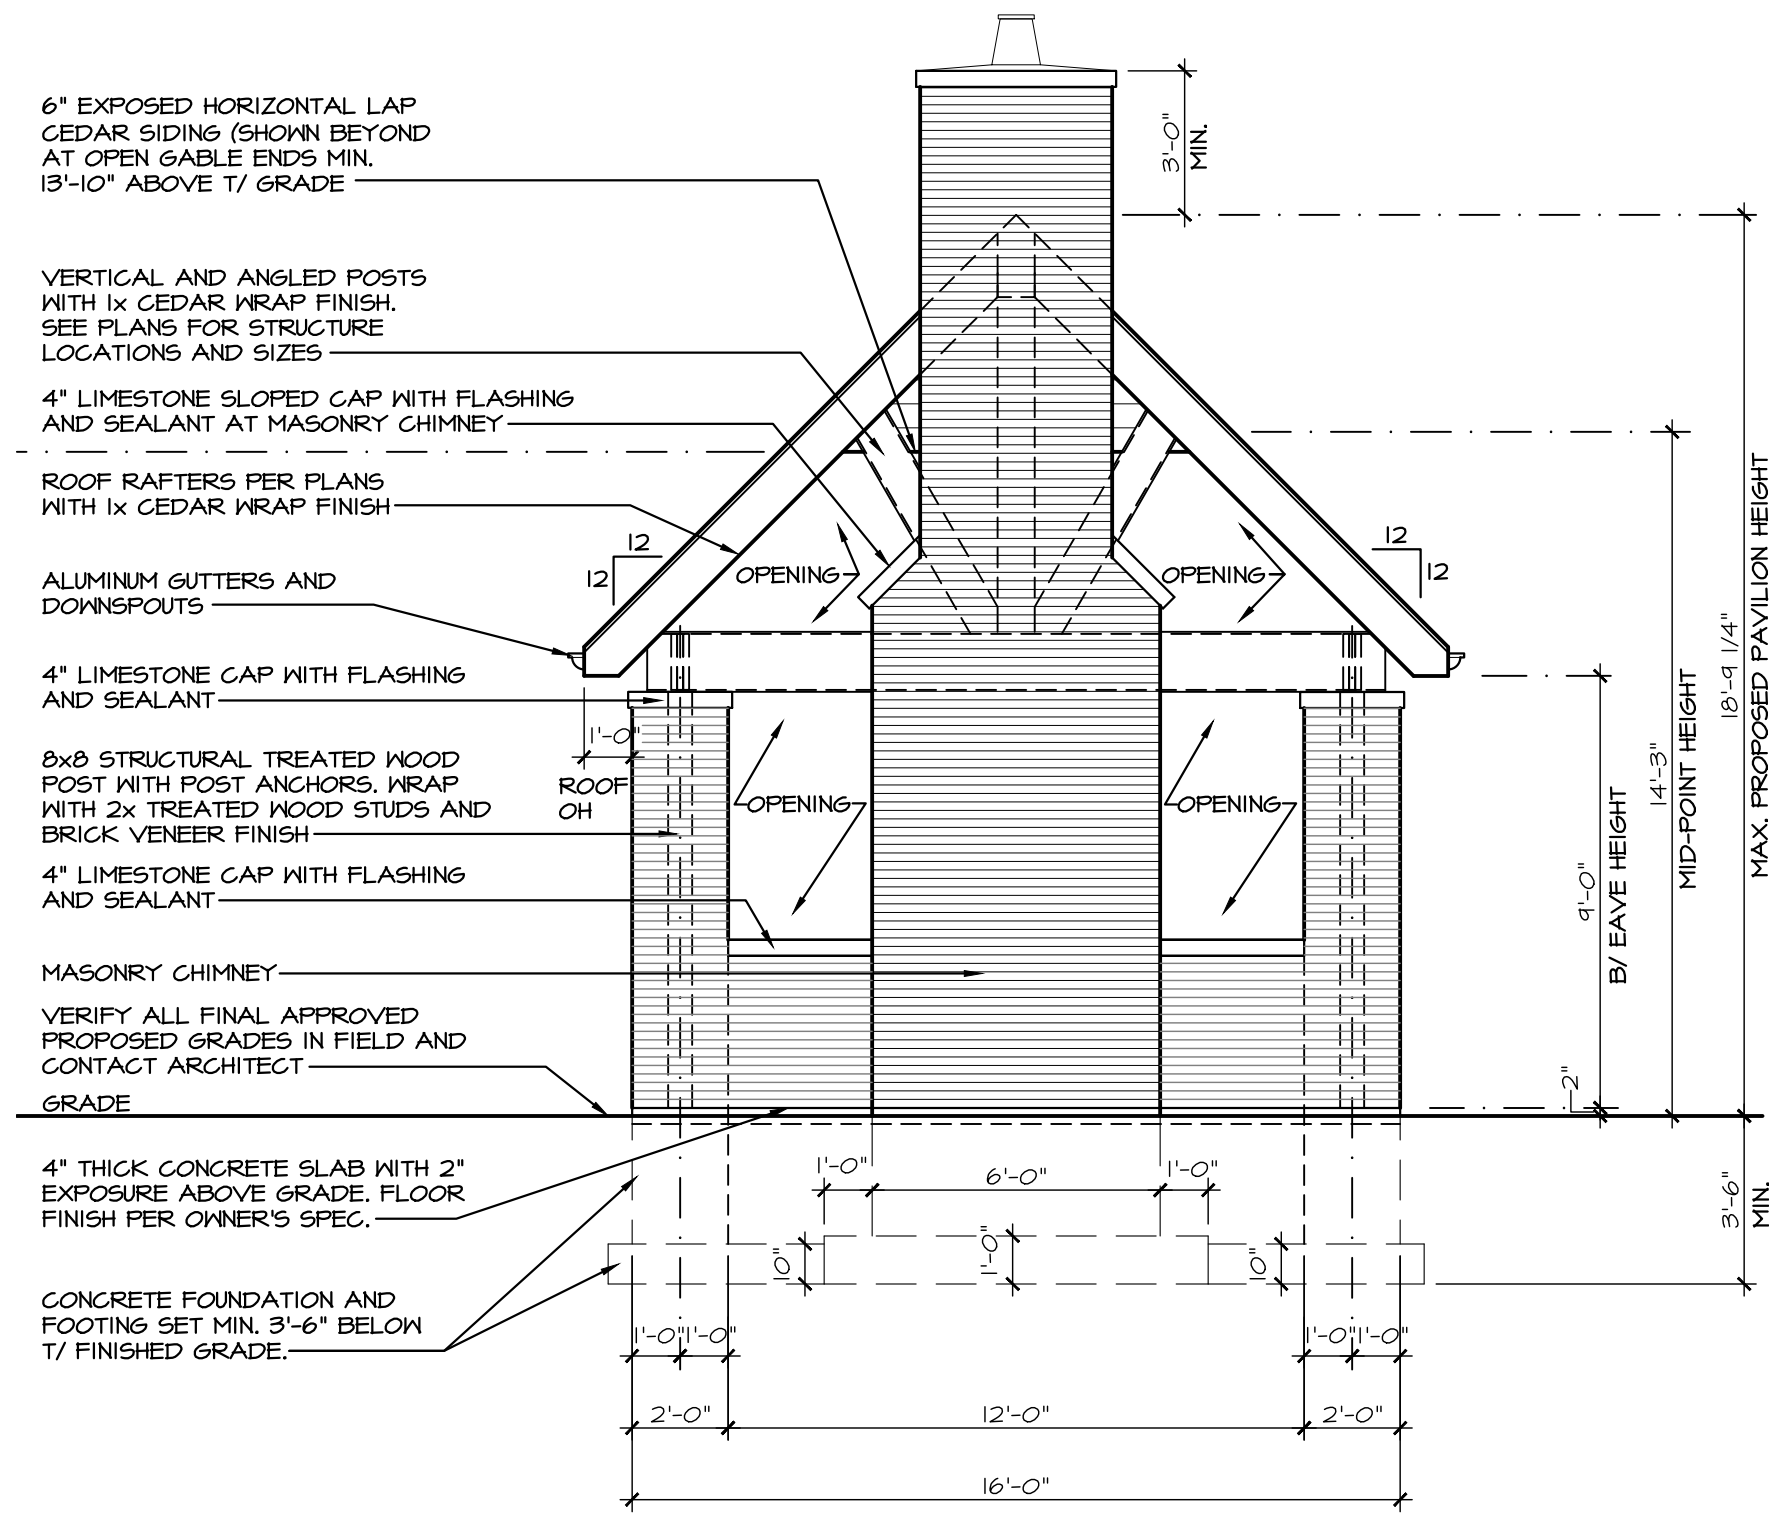 6" EXPOSED HORIZONTAL LAP
CEDAR SIDING (SHOWN BEYOND
AT OPEN GABLE ENDS MIN.
13'-10" ABOVE T/ GRADE
VERTICAL AND ANGLED POSTS
WITH 1x CEDAR WRAP FINISH.
SEE PLANS FOR STRUCTURE
LOCATIONS AND SIZES
4" LIMESTONE SLOPED CAP WITH FLASHING
AND SEALANT AT MASONRY CHIMNEY
ROOF RAFTERS PER PLANS
WITH 1x CEDAR WRAP FINISH
ALUMINUM GUTTERS AND
DOWNSPOUTS
4" LIMESTONE CAP WITH FLASHING
AND SEALANT
8x8 STRUCTURAL TREATED WOOD
POST WITH POST ANCHORS. WRAP
WITH 2x TREATED WOOD STUDS AND
BRICK VENEER FINISH
4" LIMESTONE CAP WITH FLASHING
AND SEALANT
MASONRY CHIMNEY
VERIFY ALL FINAL APPROVED
PROPOSED GRADES IN FIELD AND
CONTACT ARCHITECT
GRADE
4" THICK CONCRETE SLAB WITH 2"
EXPOSURE ABOVE GRADE. FLOOR
FINISH PER OWNER'S SPEC.
CONCRETE FOUNDATION AND
FOOTING SET MIN. 3'-6" BELOW
T/ FINISHED GRADE.
12
12
12
12
OPENING
OPENING
OPENING
OPENING
1'-0"
ROOF
OH
3'-0"
MIN.
18'-9 1/4"
MAX. PROPOSED PAVILION HEIGHT
14'-3"
MID-POINT HEIGHT
9'-0"
B/ EAVE HEIGHT
2"
3'-6"
MIN.
1'-0"
6'-0"
1'-0"
10"
1'-0"
10"
1'-0"
1'-0"
1'-0"
1'-0"
2'-0"
12'-0"
2'-0"
16'-0"